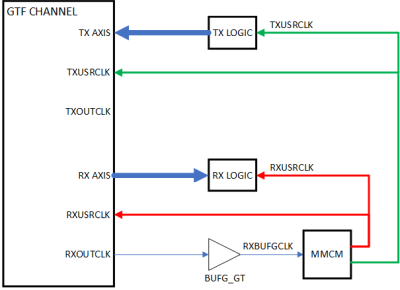 GTF CHANNEL
TX AXIS
TX LOGIC
TXUSRCLK
TXUSRCLK
TXOUTCLK
RX AXIS
RX LOGIC
RXUSRCLK
RXUSRCLK
RXOUTCLK
BUFG_GT
RXBUFGCLK
MMCM